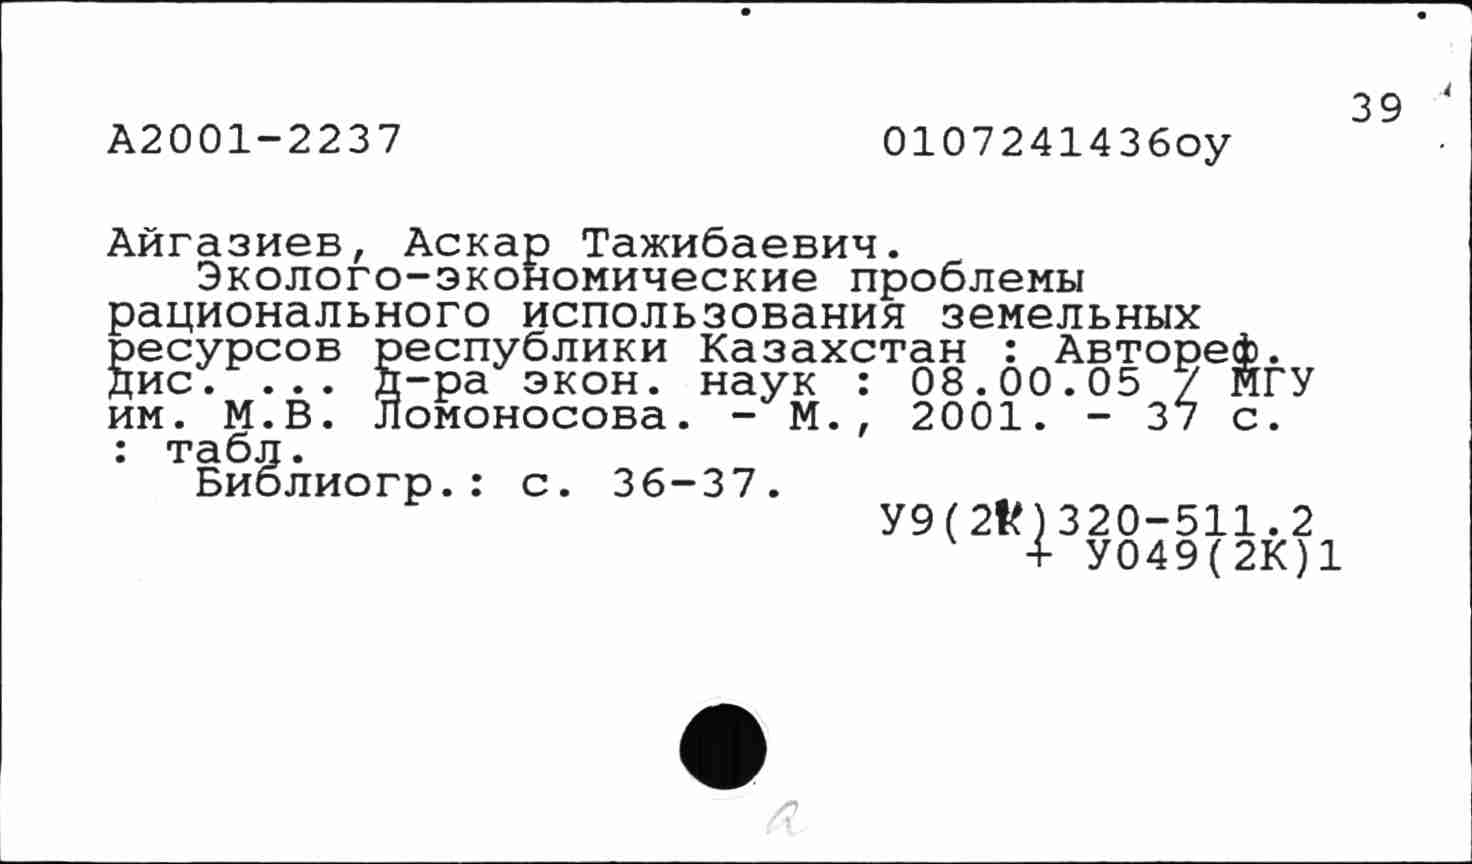 39
А2001-2237 0107241436оу
Айгазиев, Аскар Тажибаевич.
Эколого-экономические проблемы
рационального использования земельных
ресурсов республики Казахстан : Автореф.
дис. ... д-ра экон. наук : 08.00.05 / МГУ
им. М.В. Ломоносова. - М., 2001. - 37 с.
: табл.
Библиогр.: с. 36-37.
У9(2К)320-511.2
+ У049(2К)1
а